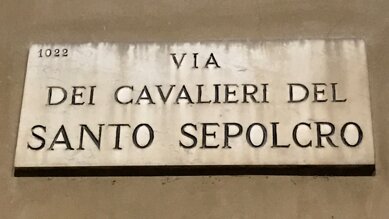 1022
VIA
DEI CAVALIERI DEL
SANTO SEPOLCRO